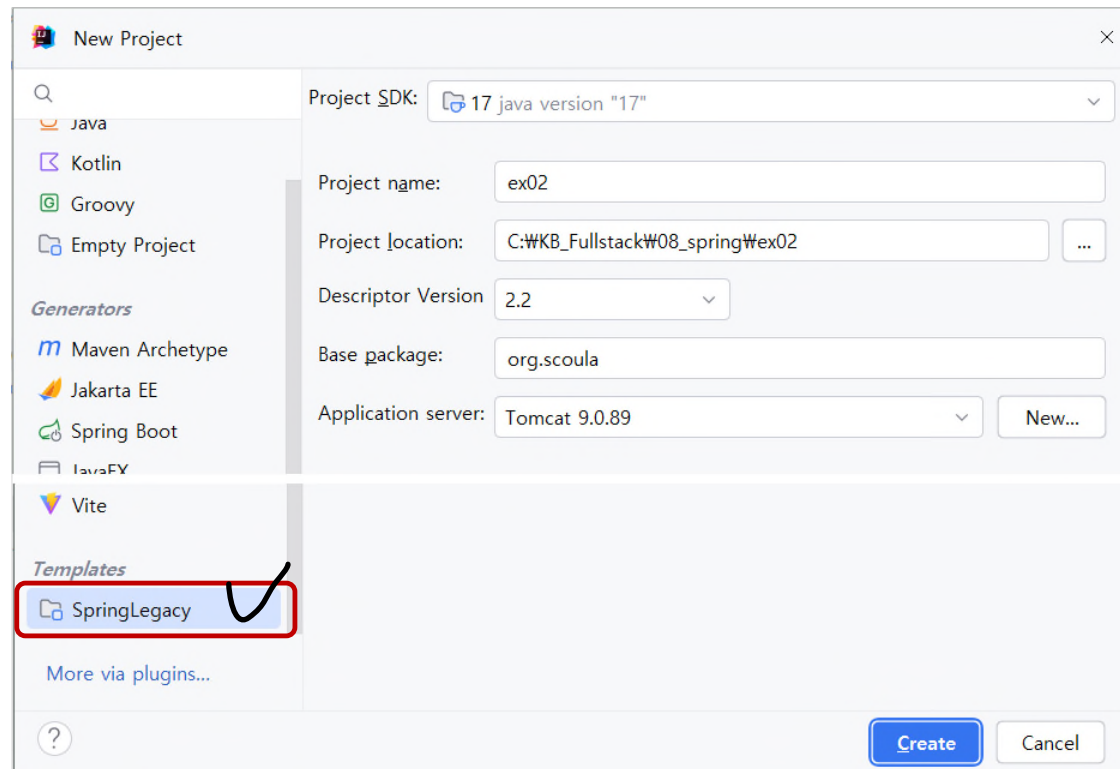 New Project
Project SDK: 17 java version "17"
Java
Kotlin
Groovy
Empty Project
Generators
Maven Archetype
Jakarta EE
Spring Boot
JavaFX
Vite
Templates
SpringLegacy
More via plugins...
Project name: ex02
Project location: C:₩KB_Fullstack₩08_spring₩ex02 ...
Descriptor Version 2.2
Base package: org.scoula
Application server: Tomcat 9.0.89 New...
? Create Cancel